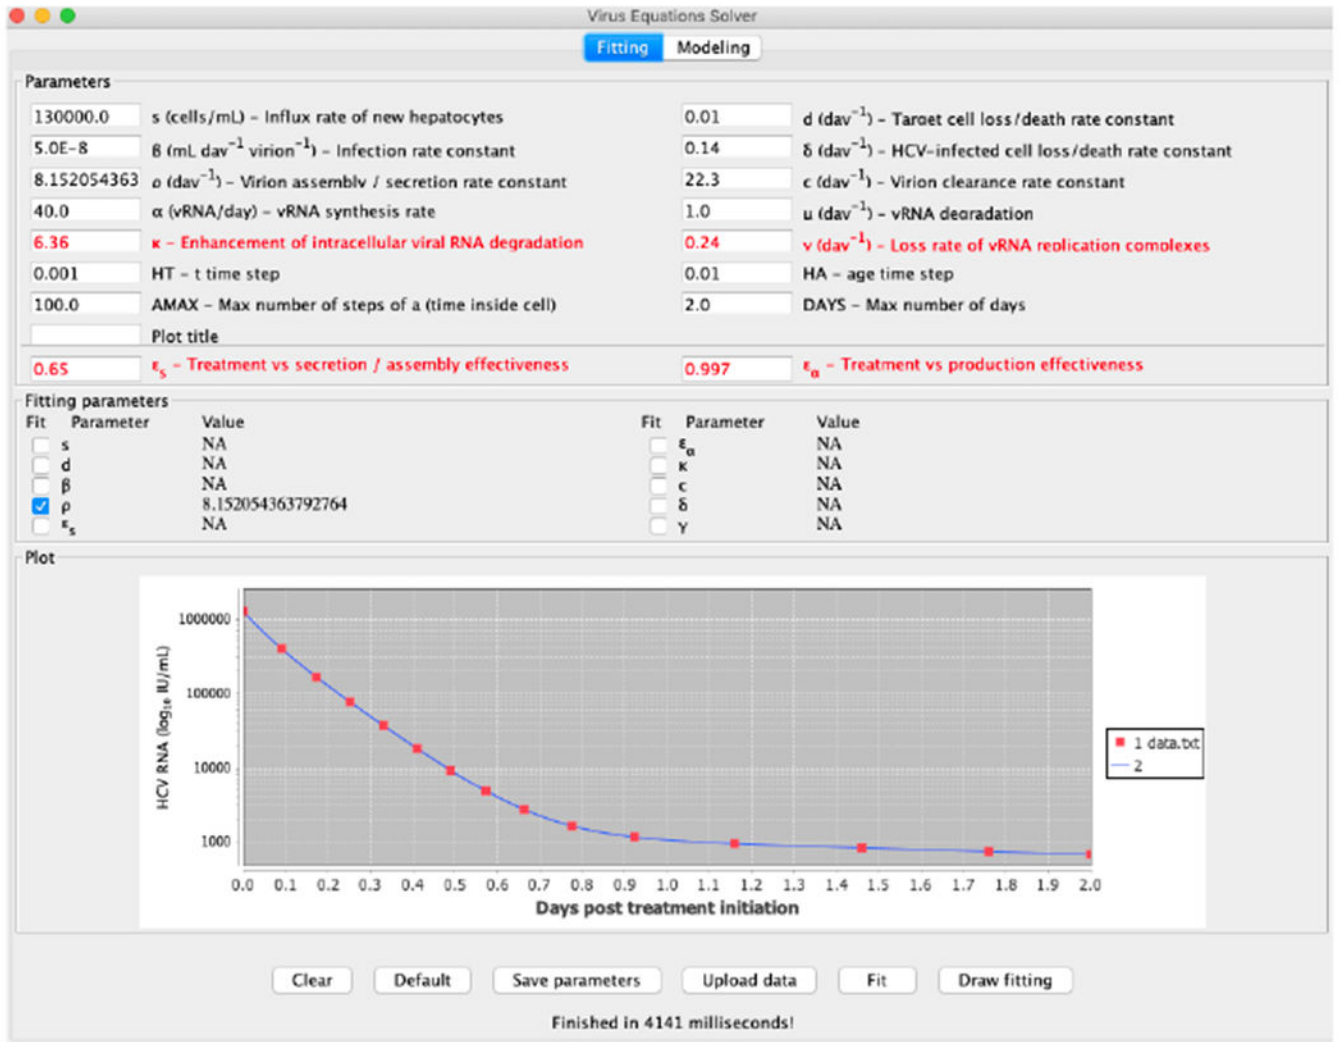 Virus Equations Solver
Fitting Modeling
Parameters
130000.0 s (cells/mL) – Influx rate of new hepatocytes 0.01 d (dav⁻¹) – Taraet cell loss/death rate constant
5.0E-8 β (mL dav⁻¹ virion⁻¹) – Infection rate constant 0.14 δ (dav⁻¹) – HCV-infected cell loss/death rate constant
8.152054363 ρ (dav⁻¹) – Virion assemblv / secretion rate constant 22.3 c (dav⁻¹) – Virion clearance rate constant
40.0 α (vRNA/day) – vRNA synthesis rate 1.0 u (dav⁻¹) – vRNA dearadation
6.36 κ – Enhancement of intracellular viral RNA degradation 0.24 v (dav⁻¹) – Loss rate of vRNA replication complexes
0.001 HT – t time step 0.01 HA – age time step
100.0 AMAX – Max number of steps of a (time inside cell) 2.0 DAYS – Max number of days
Plot title
0.65 εs – Treatment vs secretion / assembly effectiveness 0.997 εα – Treatment vs production effectiveness
Fitting parameters
Fit Parameter Value Fit Parameter Value
s NA εα NA
d NA κ NA
β NA c NA
ρ 8.152054363792764 δ NA
εs NA γ NA
Plot
HCV RNA (log₁₀ IU/mL)
1000000
100000
10000
1000
1 data.txt
2
0.0 0.1 0.2 0.3 0.4 0.5 0.6 0.7 0.8 0.9 1.0 1.1 1.2 1.3 1.4 1.5 1.6 1.7 1.8 1.9 2.0
Days post treatment initiation
Clear Default Save parameters Upload data Fit Draw fitting
Finished in 4141 milliseconds!